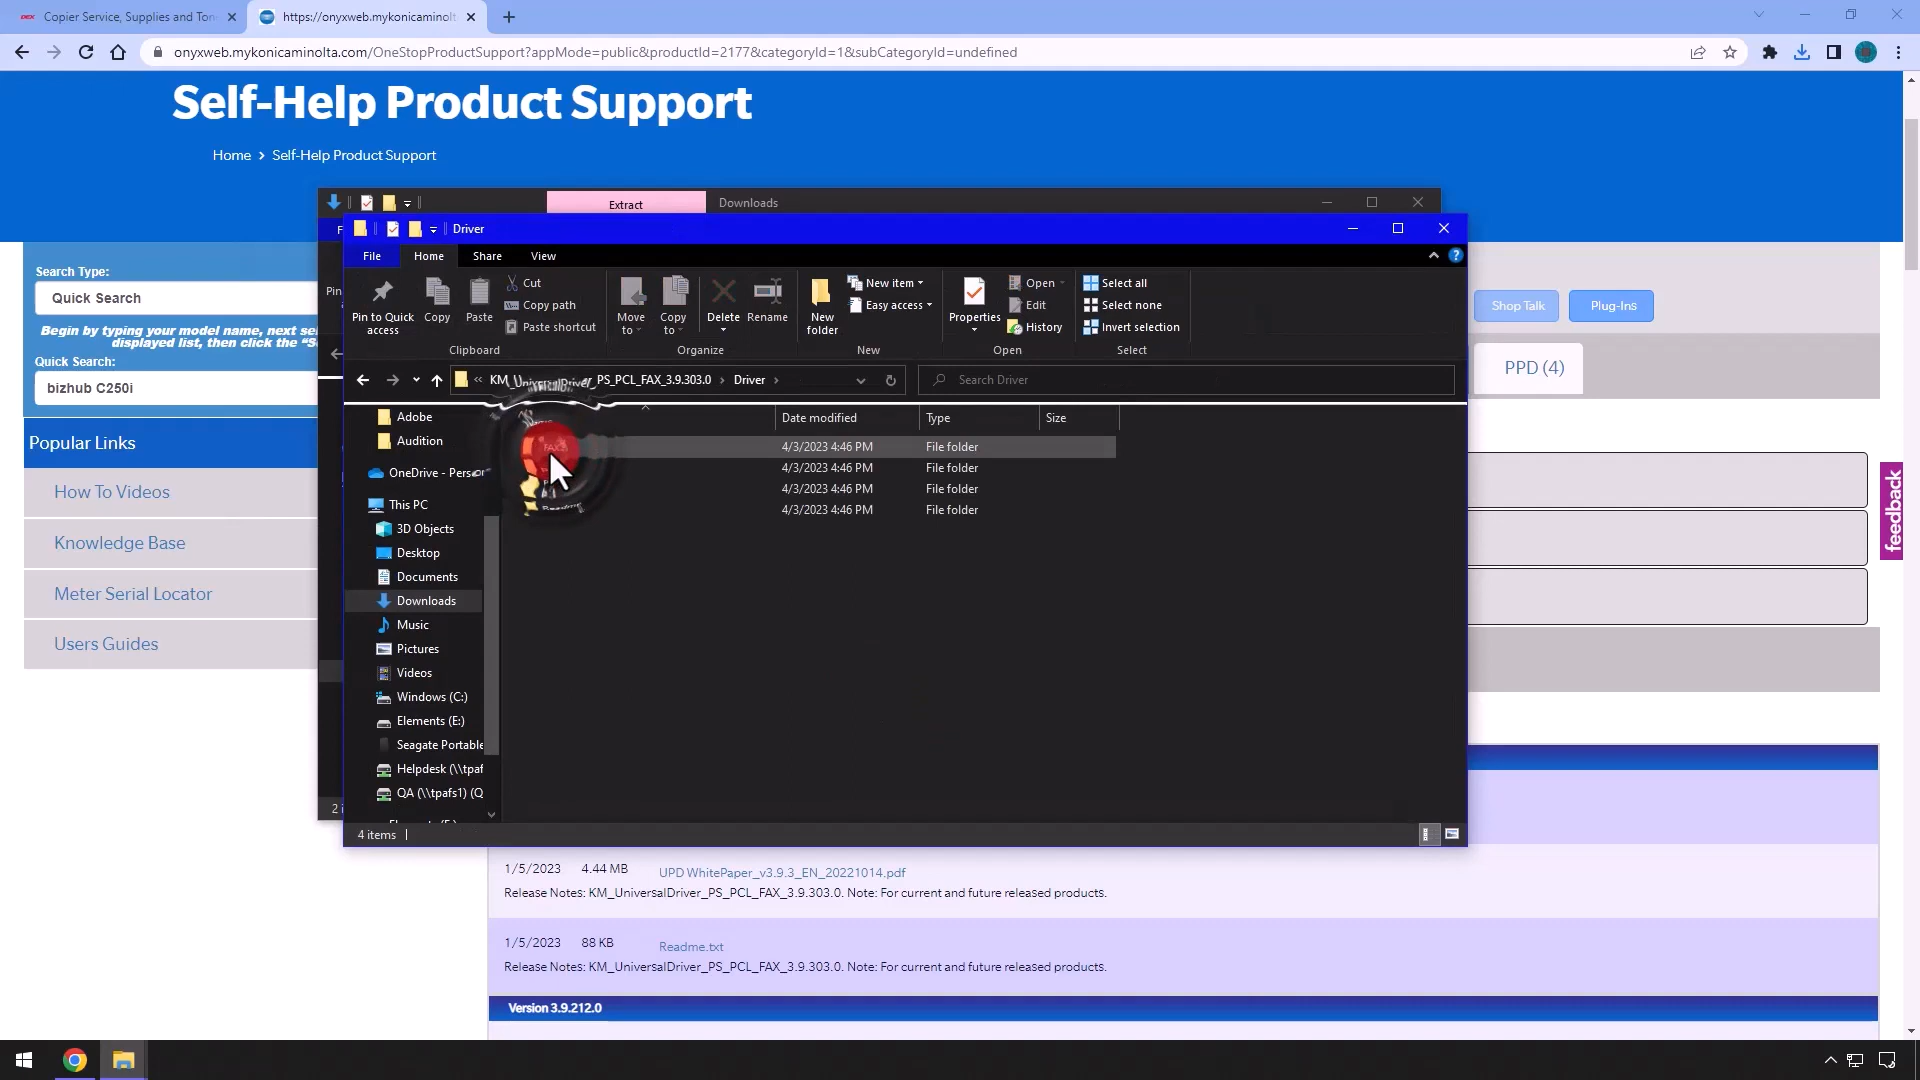 Copier Service, Supplies and Ton
https://onyxweb.mykonicaminolt
onyxweb.mykonicaminolta.com/OneStopProductSupport?appMode=public&productId=2177&categoryId=1&subCategoryId=undefined
Self-Help Product Support
Home > Self-Help Product Support
Extract
Downloads
Driver
File
Home
Share
View
Search Type:
Quick Search
Begin by typing your model name, next sel
displayed list, then click the "Se
Quick Search:
bizhub C250i
Pin to Quick access
Copy
Paste
Cut
Copy path
Paste shortcut
Clipboard
Move to
Copy to
Delete
Rename
Organize
New folder
New item
Easy access
New
Properties
Open
Edit
History
Open
Select all
Select none
Invert selection
Select
Shop Talk
Plug-Ins
PPD (4)
KM_UniversalDriver_PS_PCL_FAX_3.9.303.0 > Driver >
Search Driver
Date modified
Type
Size
4/3/2023 4:46 PM File folder
4/3/2023 4:46 PM File folder
4/3/2023 4:46 PM File folder
4/3/2023 4:46 PM File folder
Adobe
Audition
OneDrive - Person
This PC
3D Objects
Desktop
Documents
Downloads
Music
Pictures
Videos
Windows (C:)
Elements (E:)
Seagate Portable
Helpdesk (\\tpaf
QA (\\tpafs1) (Q
4 items
Popular Links
How To Videos
Knowledge Base
Meter Serial Locator
Users Guides
feedback
1/5/2023 4.44 MB UPD WhitePaper_v3.9.3_EN_20221014.pdf
Release Notes: KM_UniversalDriver_PS_PCL_FAX_3.9.303.0. Note: For current and future released products.
1/5/2023 88 KB Readme.txt
Release Notes: KM_UniversalDriver_PS_PCL_FAX_3.9.303.0. Note: For current and future released products.
Version 3.9.212.0